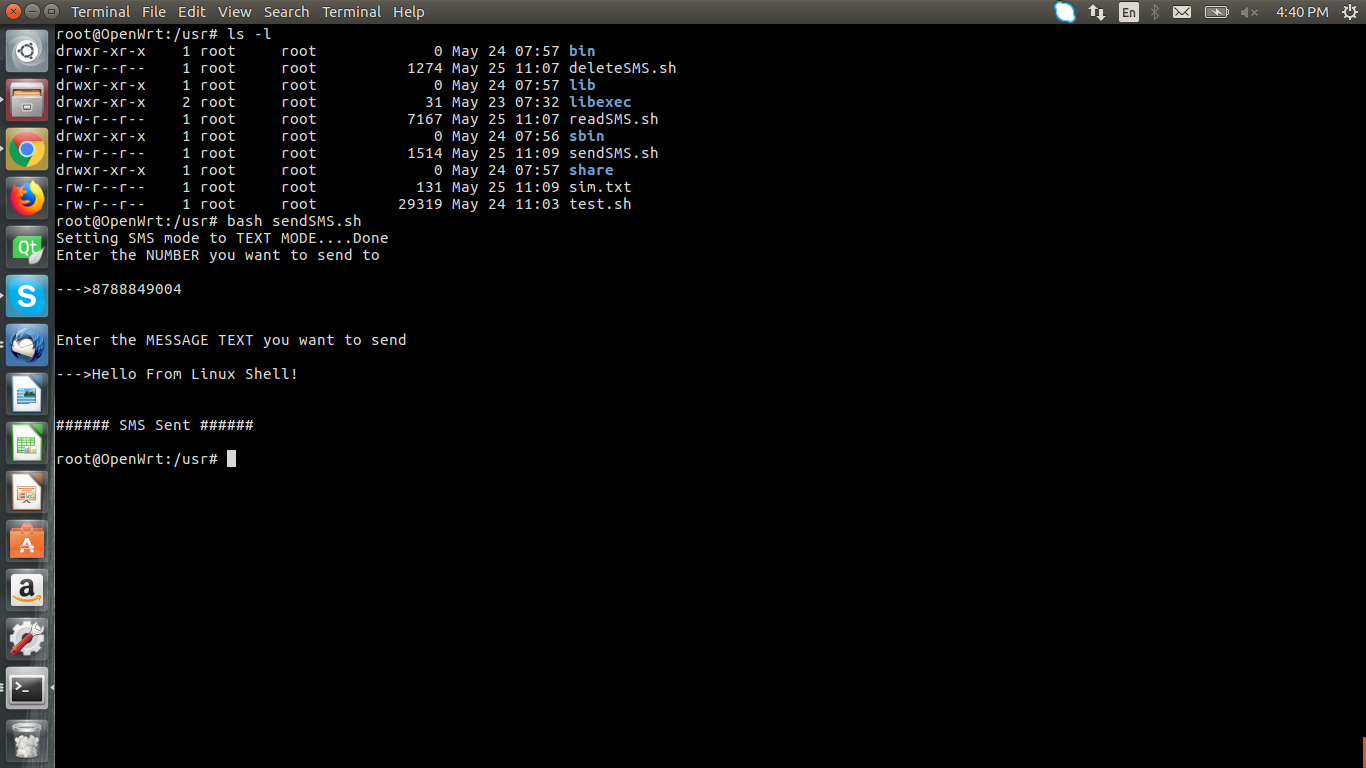 Terminal File Edit View Search Terminal Help En 4:40 PM
root@OpenWrt:/usr# ls -l
drwxr-xr-x    1 root     root             0 May 24 07:57 bin
-rw-r--r--    1 root     root          1274 May 25 11:07 deleteSMS.sh
drwxr-xr-x    1 root     root             0 May 24 07:57 lib
drwxr-xr-x    2 root     root            31 May 23 07:32 libexec
-rw-r--r--    1 root     root          7167 May 25 11:07 readSMS.sh
drwxr-xr-x    1 root     root             0 May 24 07:56 sbin
-rw-r--r--    1 root     root          1514 May 25 11:09 sendSMS.sh
drwxr-xr-x    1 root     root             0 May 24 07:57 share
-rw-r--r--    1 root     root           131 May 25 11:09 sim.txt
-rw-r--r--    1 root     root         29319 May 24 11:03 test.sh
root@OpenWrt:/usr# bash sendSMS.sh
Setting SMS mode to TEXT MODE....Done
Enter the NUMBER you want to send to
--->8788849004
Enter the MESSAGE TEXT you want to send
--->Hello From Linux Shell!
###### SMS Sent ######
root@OpenWrt:/usr#
Qt
S
A
a
>_